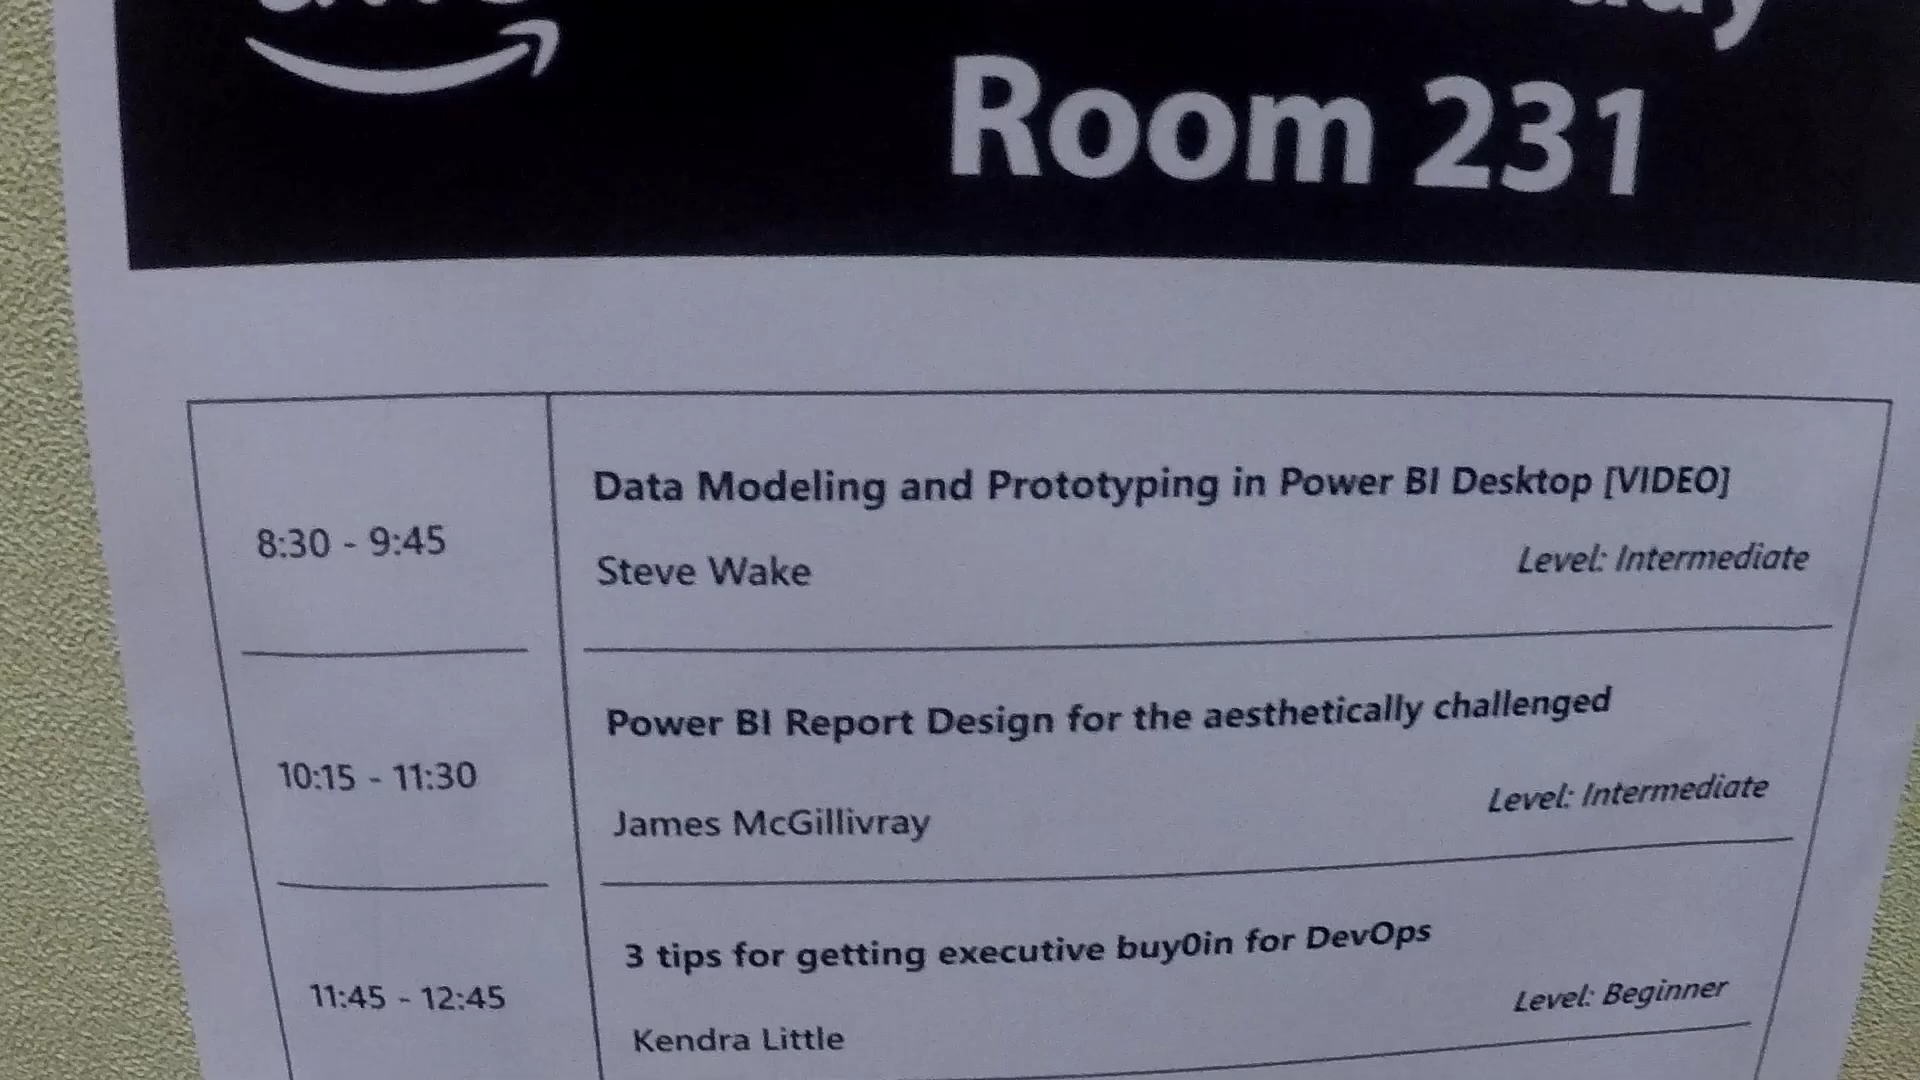 Room 231
8:30 - 9:45
Data Modeling and Prototyping in Power BI Desktop [VIDEO]
Steve Wake
Level: Intermediate
10:15 - 11:30
Power BI Report Design for the aesthetically challenged
James McGillivray
Level: Intermediate
11:45 - 12:45
3 tips for getting executive buy0in for DevOps
Kendra Little
Level: Beginner